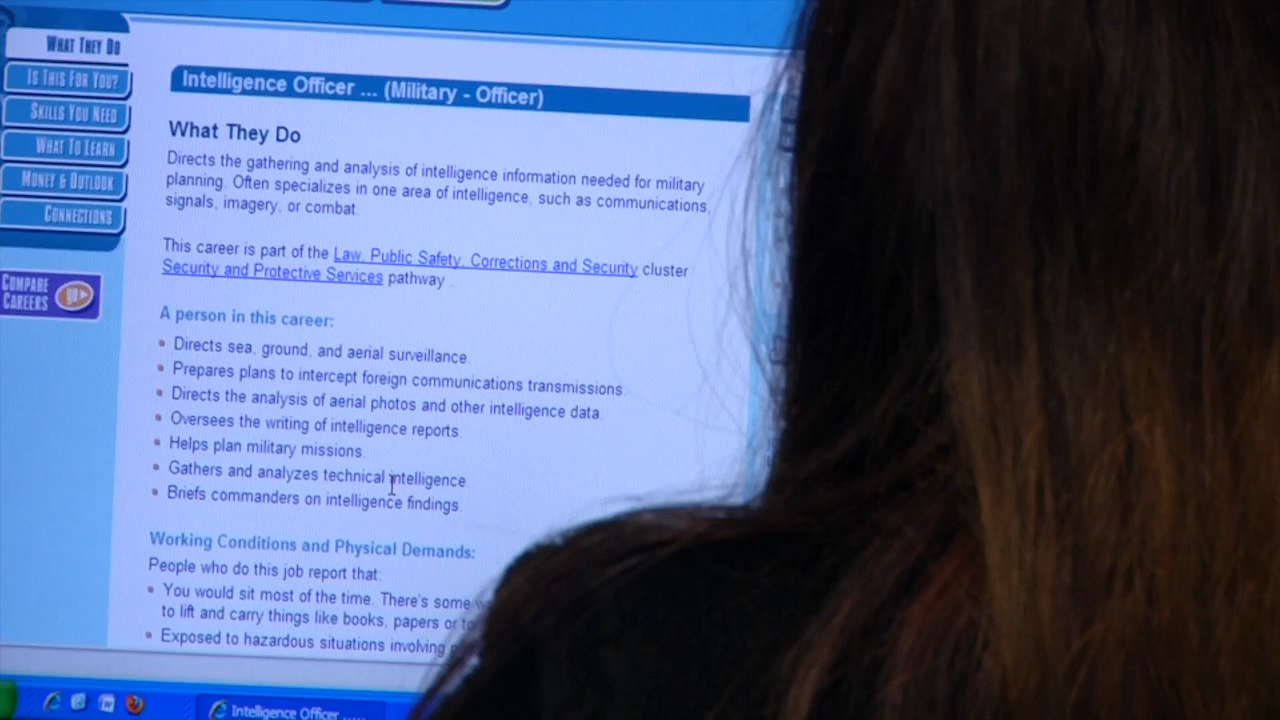 WHAT THEY DO
IS THIS FOR YOU?
SKILLS YOU NEED
WHAT TO LEARN
MONEY & OUTLOOK
CONNECTIONS
COMPARE
CAREERS
Intelligence Officer ... (Military - Officer)
What They Do
Directs the gathering and analysis of intelligence information needed for military
planning. Often specializes in one area of intelligence, such as communications,
signals, imagery, or combat.
This career is part of the Law, Public Safety, Corrections and Security cluster
Security and Protective Services pathway.
A person in this career:
Directs sea, ground, and aerial surveillance.
Prepares plans to intercept foreign communications transmissions.
Directs the analysis of aerial photos and other intelligence data.
Oversees the writing of intelligence reports.
Helps plan military missions.
Gathers and analyzes technical intelligence.
Briefs commanders on intelligence findings.
Working Conditions and Physical Demands:
People who do this job report that:
You would sit most of the time. There's some
to lift and carry things like books, papers or
Exposed to hazardous situations involving
Intelligence Officer .....